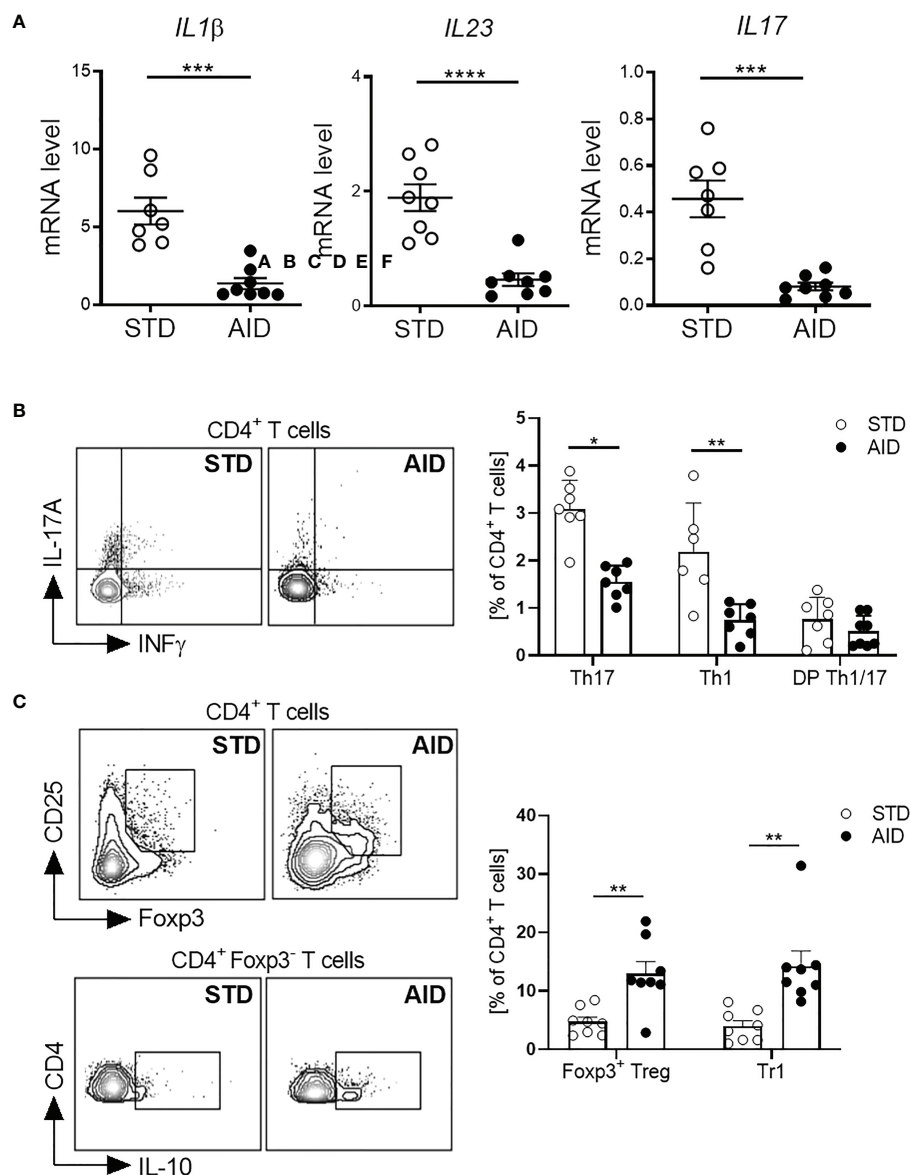 A
IL1β
IL23
IL17
***
****
***
mRNA level
15
10
5
0
STD
AID
mRNA level
4
2
0
STD
AID
mRNA level
1.0
0.8
0.6
0.4
0.2
0.0
STD
AID
A B C D E F
B
CD4+ T cells
STD
AID
IL-17A
INFγ
[% of CD4+ T cells]
5
4
3
2
1
0
*
**
STD
AID
Th17
Th1
DP Th1/17
C
CD4+ T cells
STD
AID
CD25
Foxp3
CD4+ Foxp3- T cells
STD
AID
CD4
IL-10
[% of CD4+ T cells]
40
30
20
10
0
**
**
STD
AID
Foxp3+ Treg
Tr1